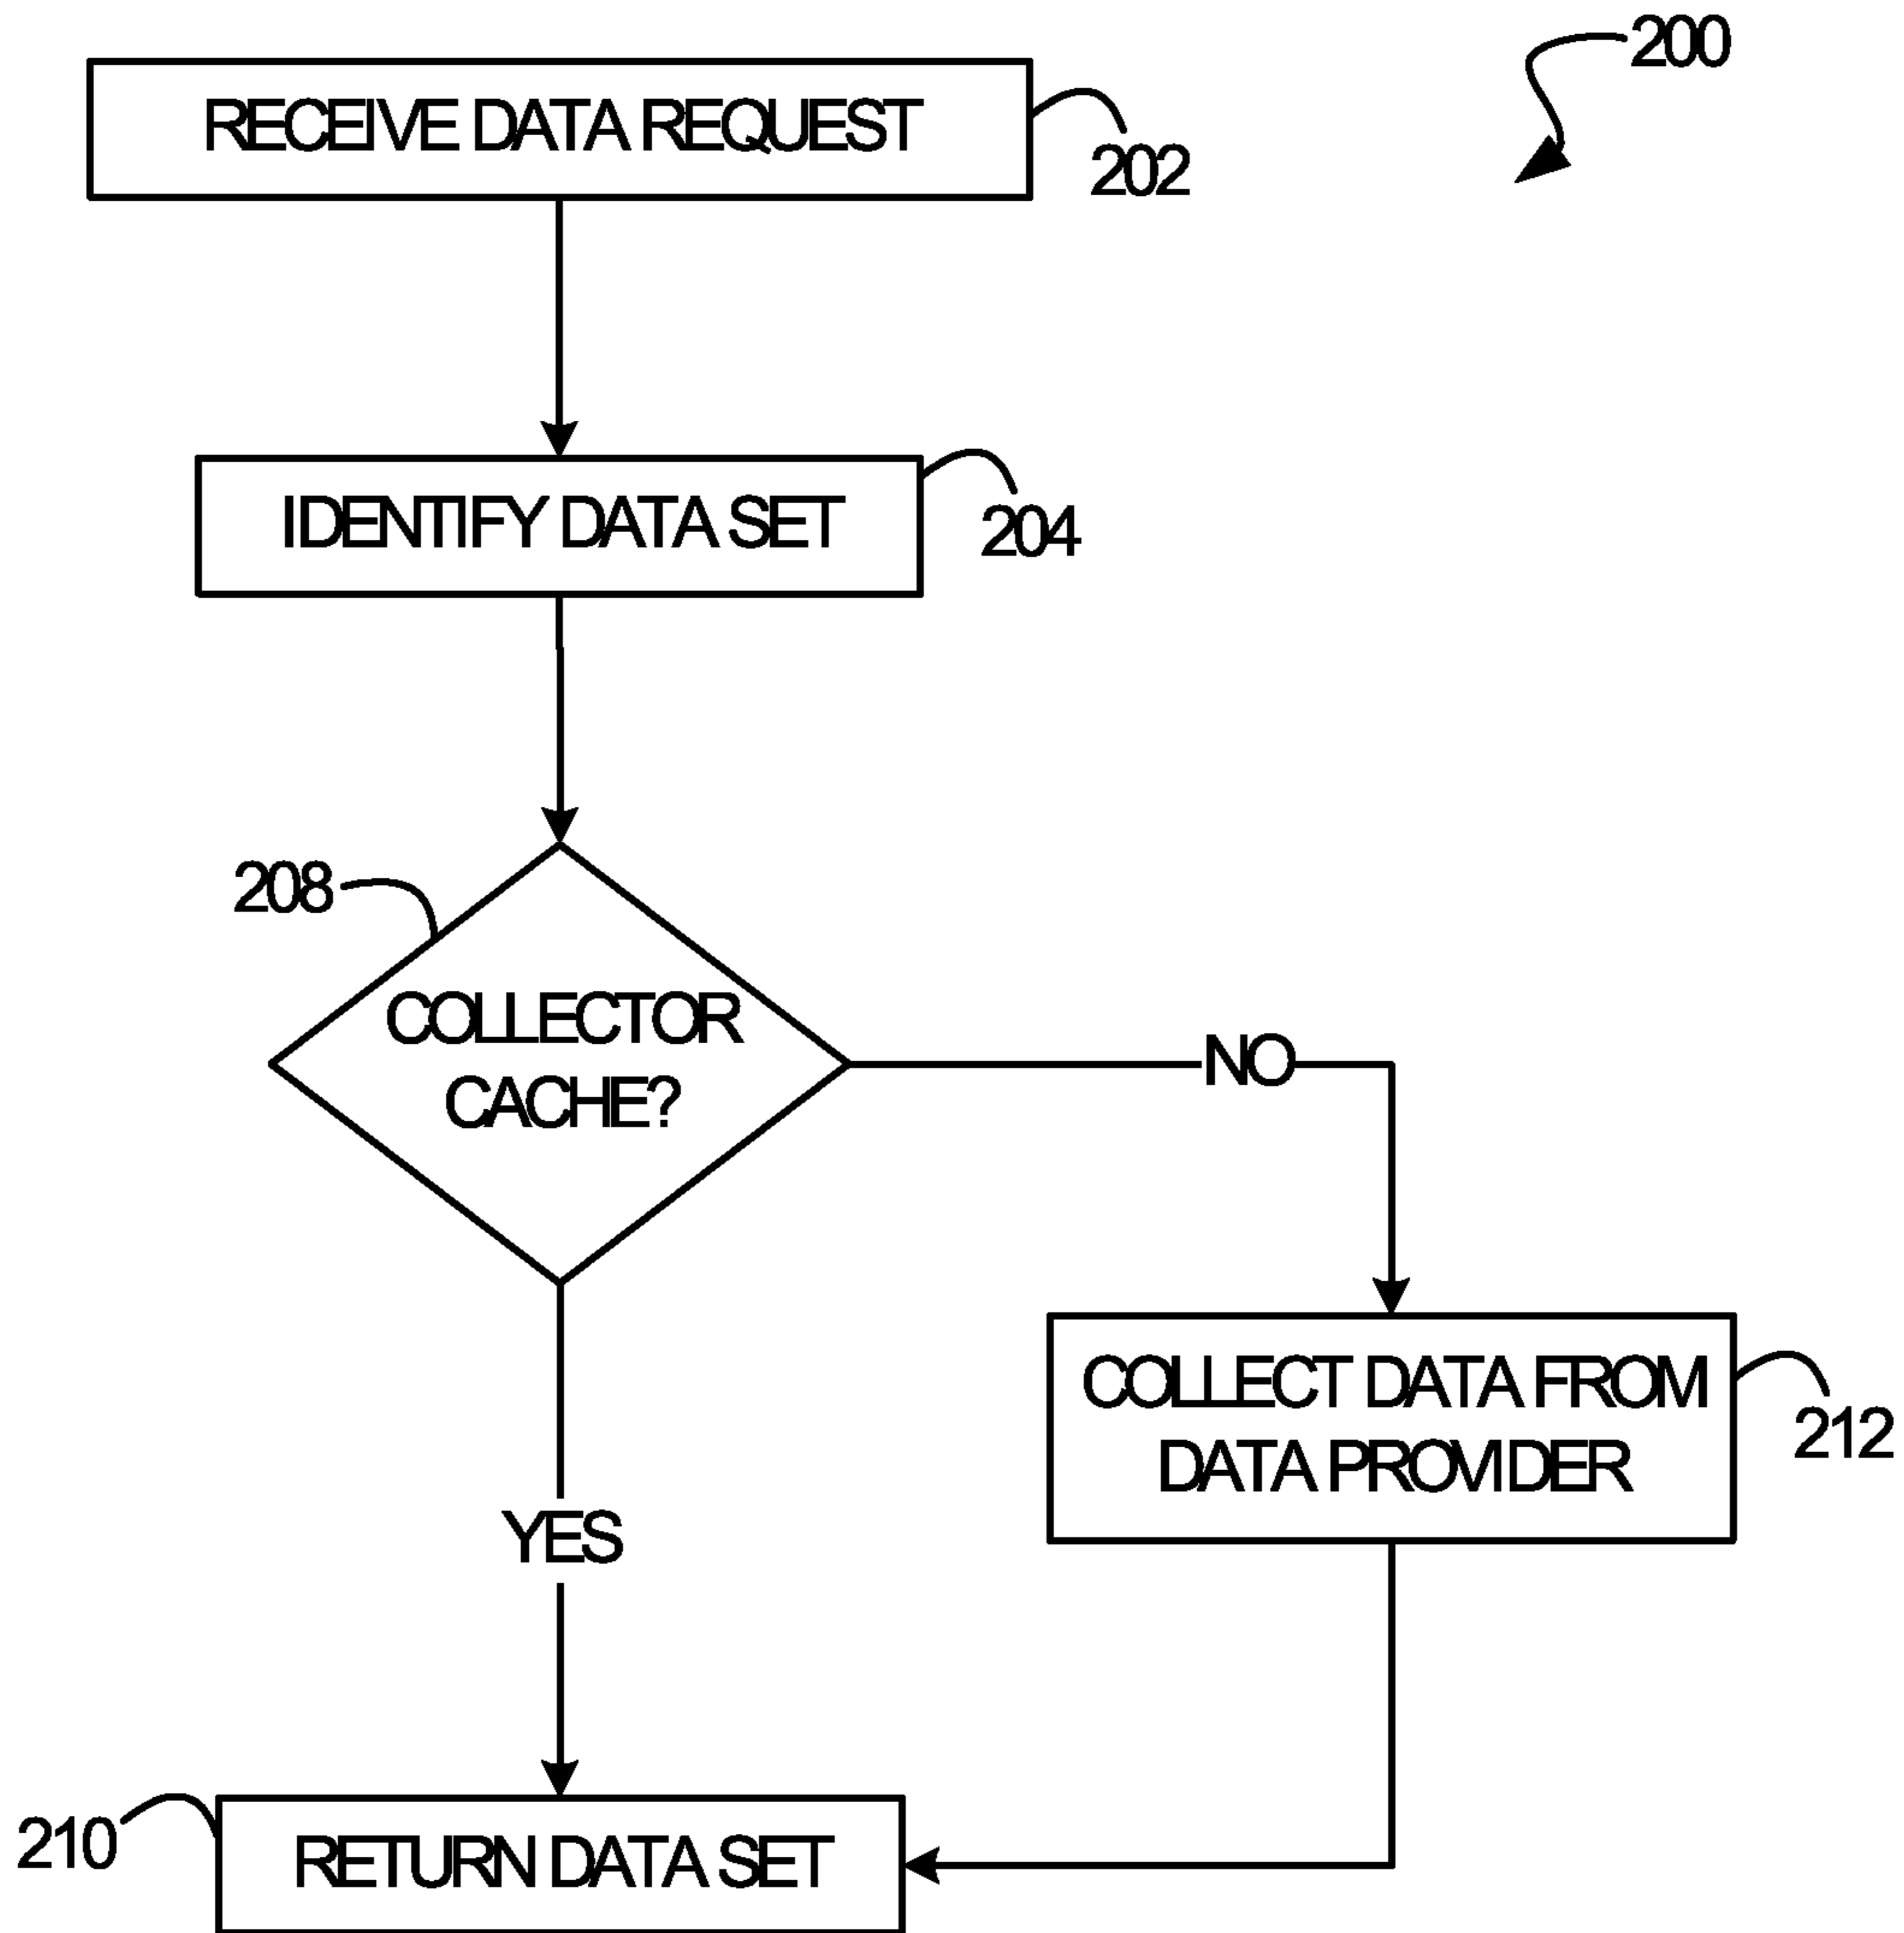 200
RECEIVE DATA REQUEST
202
IDENTIFY DATA SET
204
208
COLLECTOR
CACHE?
NO
COLLECT DATA FROM
DATA PROVIDER
212
YES
210
RETURN DATA SET